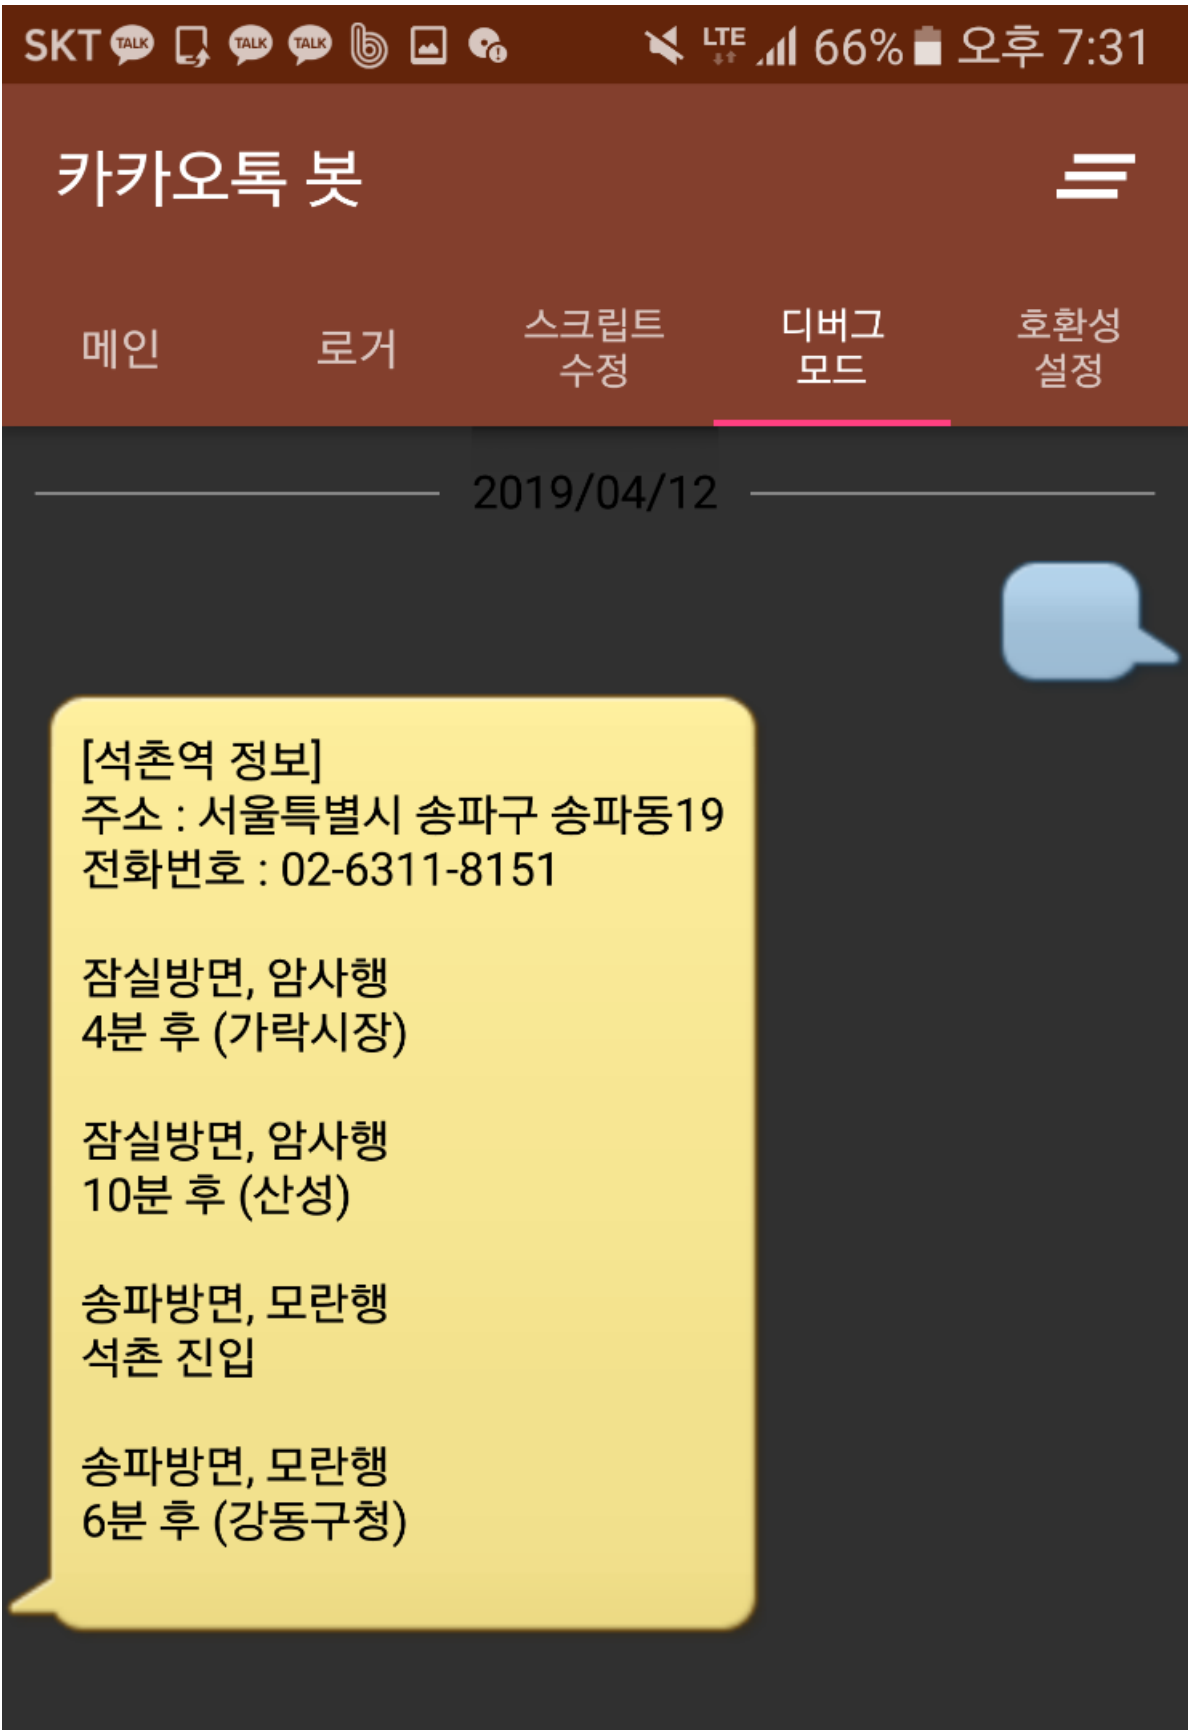 SKT TALK TALK TALK LTE 66% 오후 7:31
카카오톡 봇
메인
로거
스크립트
수정
디버그
모드
호환성
설정
2019/04/12
[석촌역 정보]
주소 : 서울특별시 송파구 송파동19
전화번호 : 02-6311-8151
잠실방면, 암사행
4분 후 (가락시장)
잠실방면, 암사행
10분 후 (산성)
송파방면, 모란행
석촌 진입
송파방면, 모란행
6분 후 (강동구청)